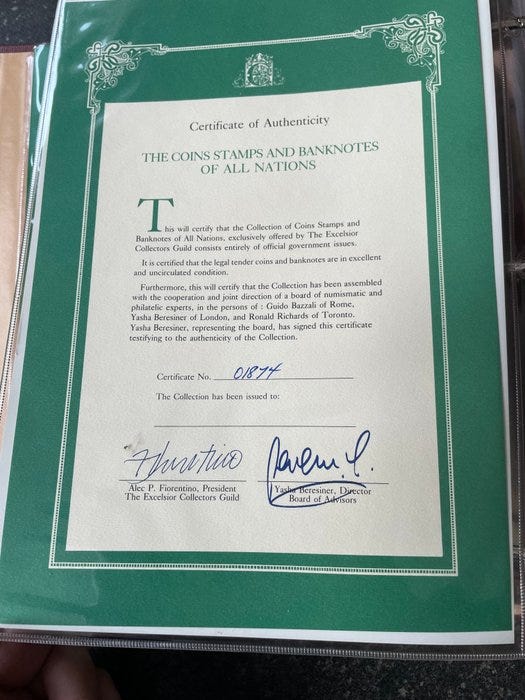 Certificate of Authenticity
THE COINS STAMPS AND BANKNOTES
OF ALL NATIONS
This will certify that the Collection of Coins Stamps and
Banknotes of All Nations, exclusively offered by The Excelsior
Collectors Guild consists entirely of official government issues.
It is certified that the legal tender coins and banknotes are in excellent
and uncirculated condition.
Furthermore, this will certify that the Collection has been assembled
with the cooperation and joint direction of a board of numismatic and
philatelic experts, in the persons of : Guido Bazzali of Rome,
Yasha Beresiner of London, and Ronald Richards of Toronto.
Yasha Beresiner, representing the board, has signed this certificate
testifying to the authenticity of the Collection.
Certificate No. 01874
The Collection has been issued to:
Alec P. Fiorentino, President
The Excelsior Collectors Guild
Yasha Beresiner, Director
Board of Advisors